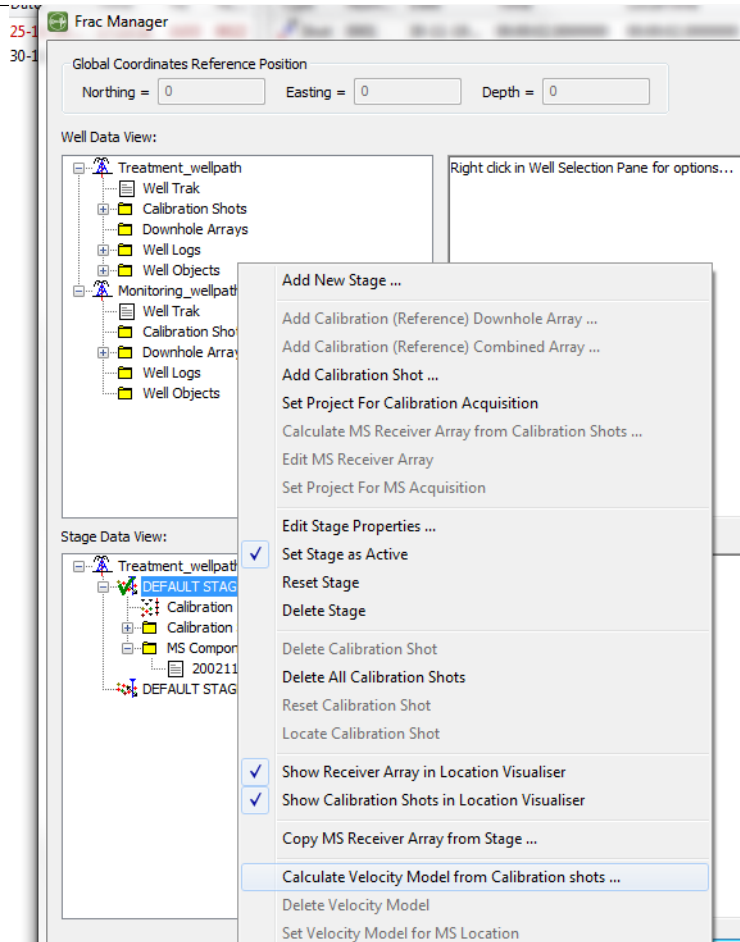 Date
25-1
30-1
Frac Manager
Global Coordinates Reference Position
Northing = 0 Easting = 0 Depth = 0
Well Data View:
Treatment_wellpath
Well Trak
Calibration Shots
Downhole Arrays
Well Logs
Well Objects
Monitoring_wellpath
Well Trak
Calibration Sho
Downhole Array
Well Logs
Well Objects
Right click in Well Selection Pane for options...
Stage Data View:
Treatment_wellpath
DEFAULT STAG
Calibration
Calibration
MS Compon
200211
DEFAULT STAG
Add New Stage ...
Add Calibration (Reference) Downhole Array ...
Add Calibration (Reference) Combined Array ...
Add Calibration Shot ...
Set Project For Calibration Acquisition
Calculate MS Receiver Array from Calibration Shots ...
Edit MS Receiver Array
Set Project For MS Acquisition
Edit Stage Properties ...
Set Stage as Active
Reset Stage
Delete Stage
Delete Calibration Shot
Delete All Calibration Shots
Reset Calibration Shot
Locate Calibration Shot
Show Receiver Array in Location Visualiser
Show Calibration Shots in Location Visualiser
Copy MS Receiver Array from Stage ...
Calculate Velocity Model from Calibration shots ...
Delete Velocity Model
Set Velocity Model for MS Location